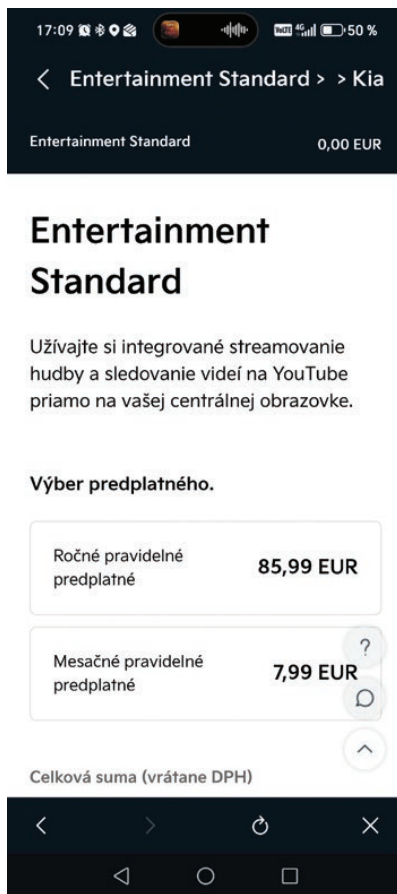 17:09 50 %
Entertainment Standard > > Kia
Entertainment Standard 0,00 EUR
Entertainment
Standard
Užívajte si integrované streamovanie
hudby a sledovanie videí na YouTube
priamo na vašej centrálnej obrazovke.
Výber predplatného.
Ročné pravidelné
predplatné
85,99 EUR
Mesačné pravidelné
predplatné
7,99 EUR
?
Celková suma (vrátane DPH)